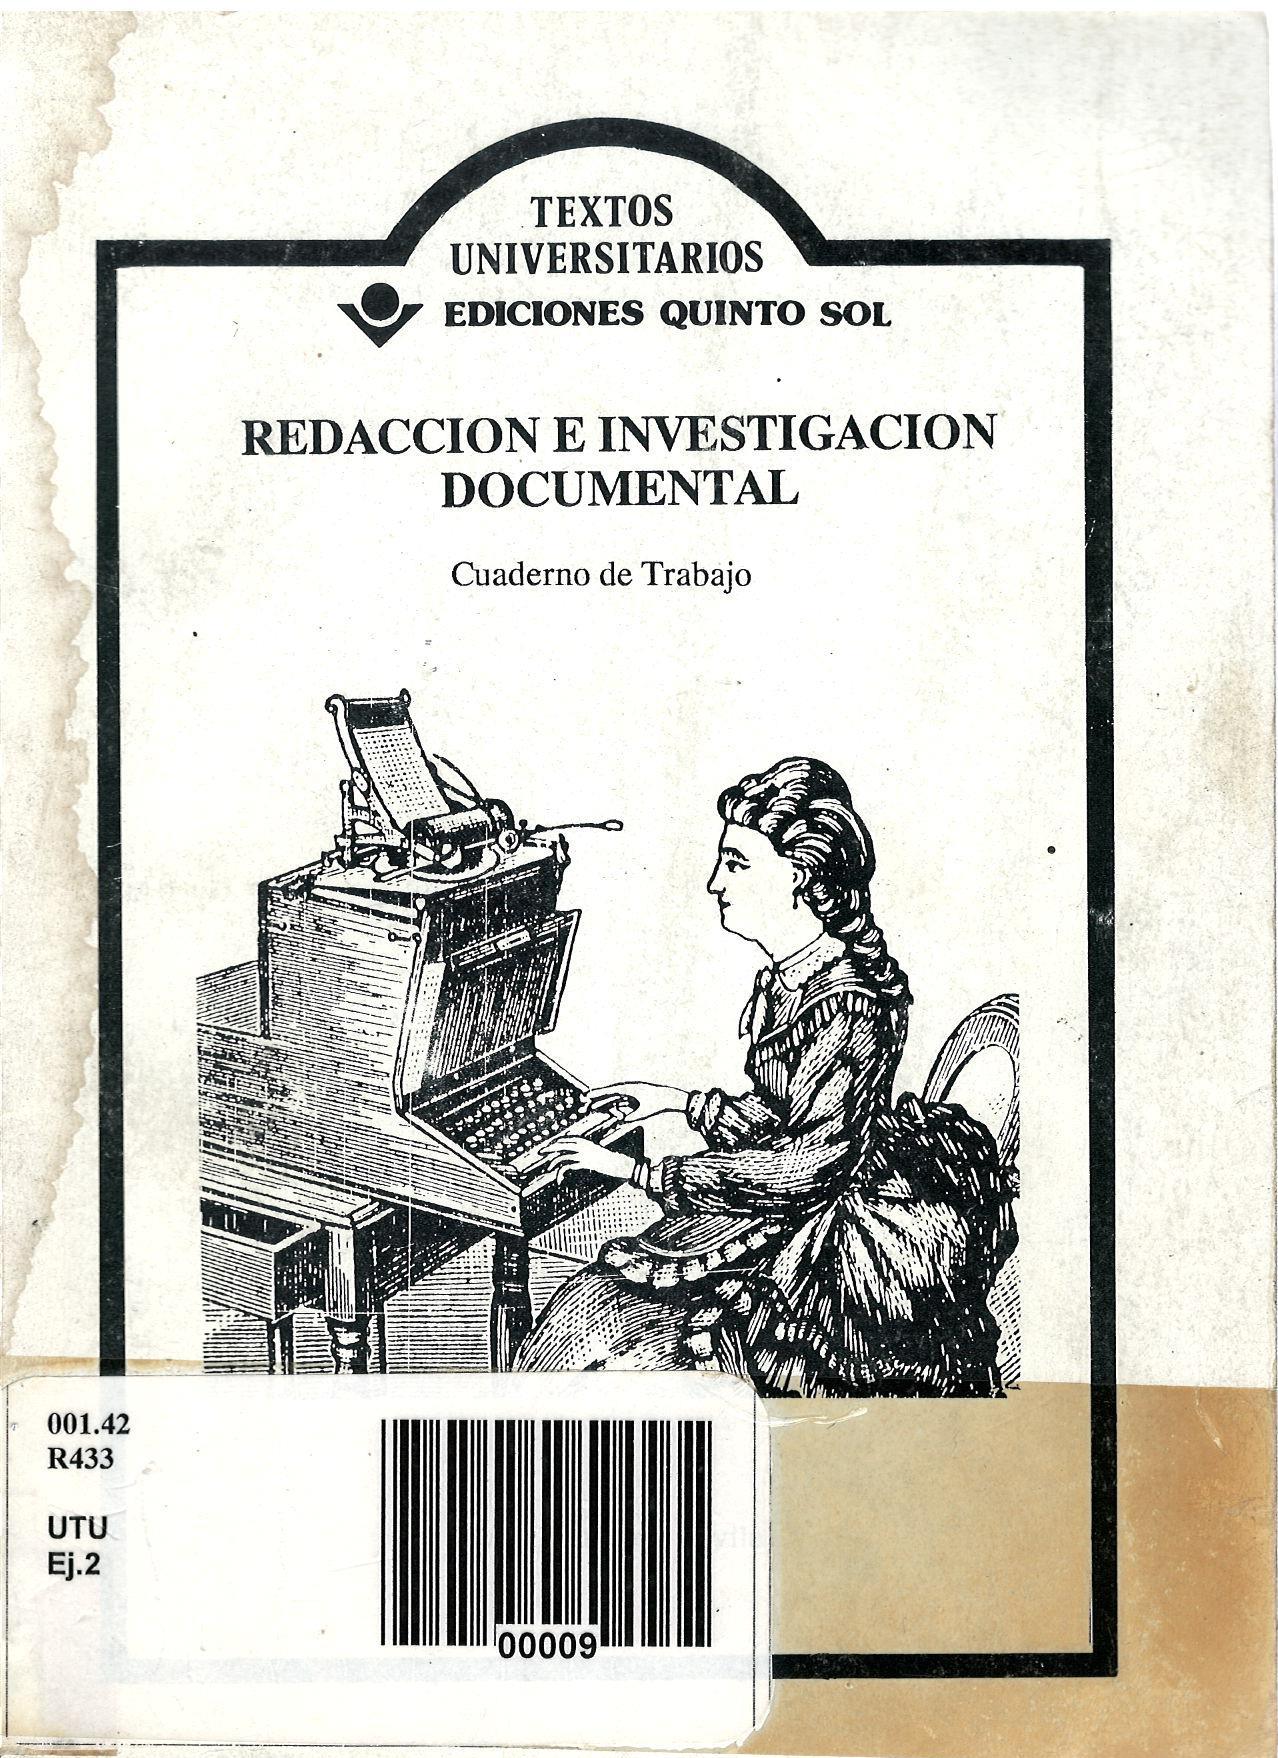 TEXTOS
UNIVERSITARIOS
EDICIONES QUINTO SOL
REDACCION E INVESTIGACION
DOCUMENTAL
Cuaderno de Trabajo
001.42
R433
UTU
Ej.2
00009